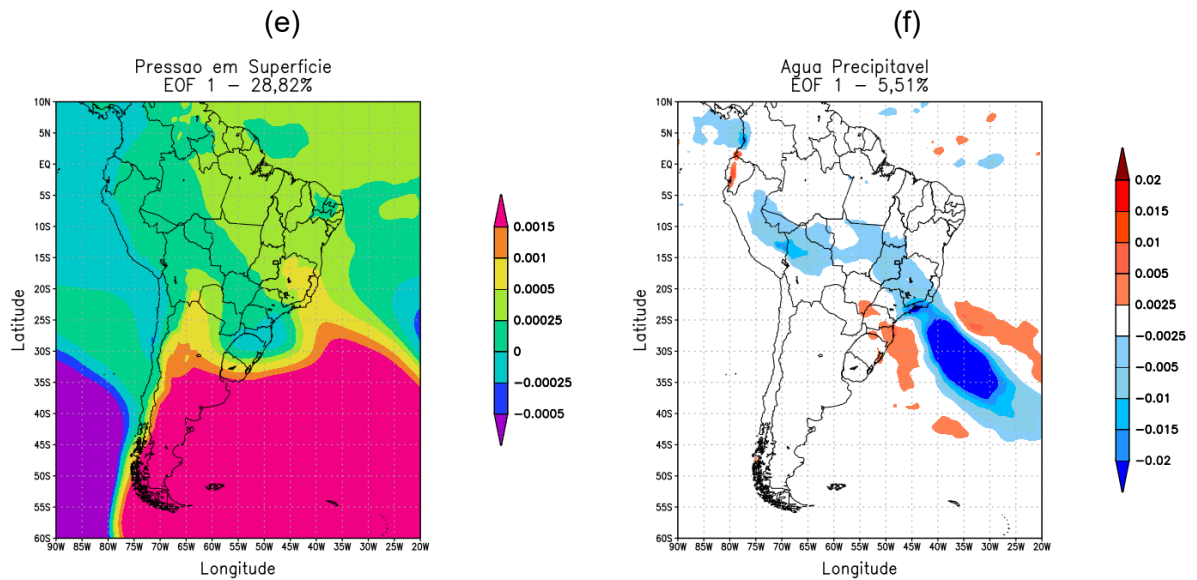 (e)
Pressao em Superficie
EOF 1 − 28,82%
10N
5N
EQ
5S
10S
15S
20S
25S
30S
35S
40S
45S
50S
55S
60S
Latitude
90W 85W 80W 75W 70W 65W 60W 55W 50W 45W 40W 35W 30W 25W 20W
Longitude
0.0015
0.001
0.0005
0.00025
0
−0.00025
−0.0005
(f)
Agua Precipitavel
EOF 1 − 5,51%
10N
5N
EQ
5S
10S
15S
20S
25S
30S
35S
40S
45S
50S
55S
60S
Latitude
90W 85W 80W 75W 70W 65W 60W 55W 50W 45W 40W 35W 30W 25W 20W
Longitude
0.02
0.015
0.01
0.005
0.0025
−0.0025
−0.005
−0.01
−0.015
−0.02